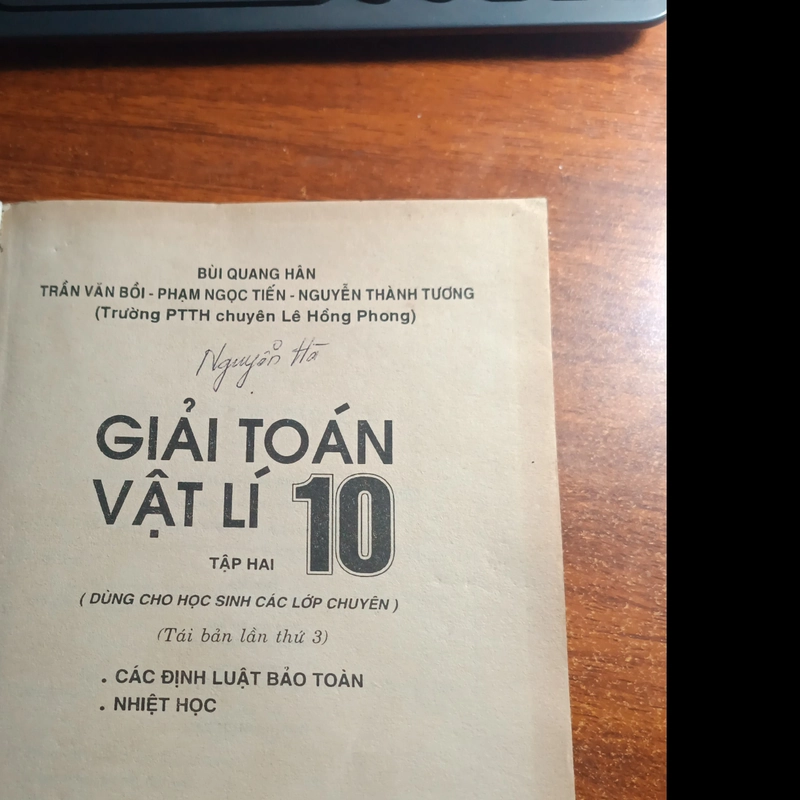 BÙI QUANG HÂN
TRẦN VĂN BỒI - PHẠM NGỌC TIẾN - NGUYỄN THÀNH TƯƠNG
(Trường PTTH chuyên Lê Hồng Phong)
Nguyễn Hà
GIẢI TOÁN
VẬT LÍ 10
TẬP HAI
( DÙNG CHO HỌC SINH CÁC LỚP CHUYÊN )
(Tái bản lần thứ 3)
. CÁC ĐỊNH LUẬT BẢO TOÀN
. NHIỆT HỌC